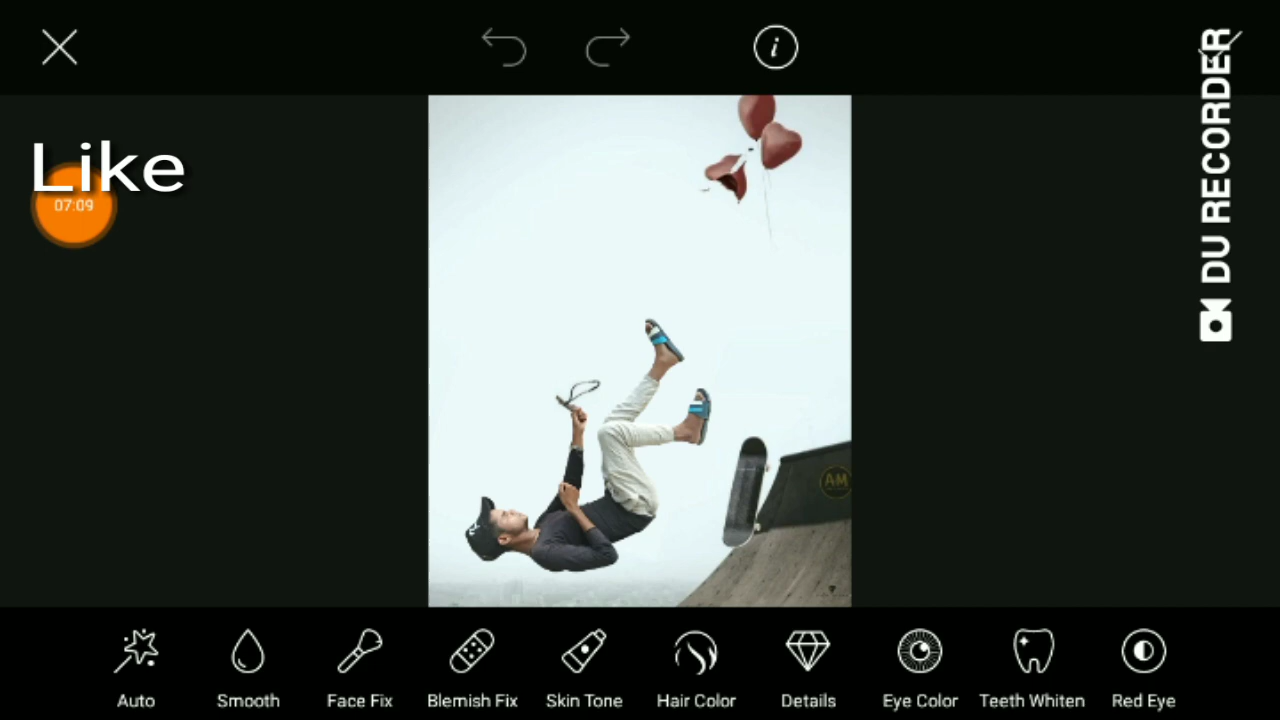 Like
07:09
DU RECORDER
AM
Auto
Smooth
Face Fix
Blemish Fix
Skin Tone
Hair Color
Details
Eye Color
Teeth Whiten
Red Eye